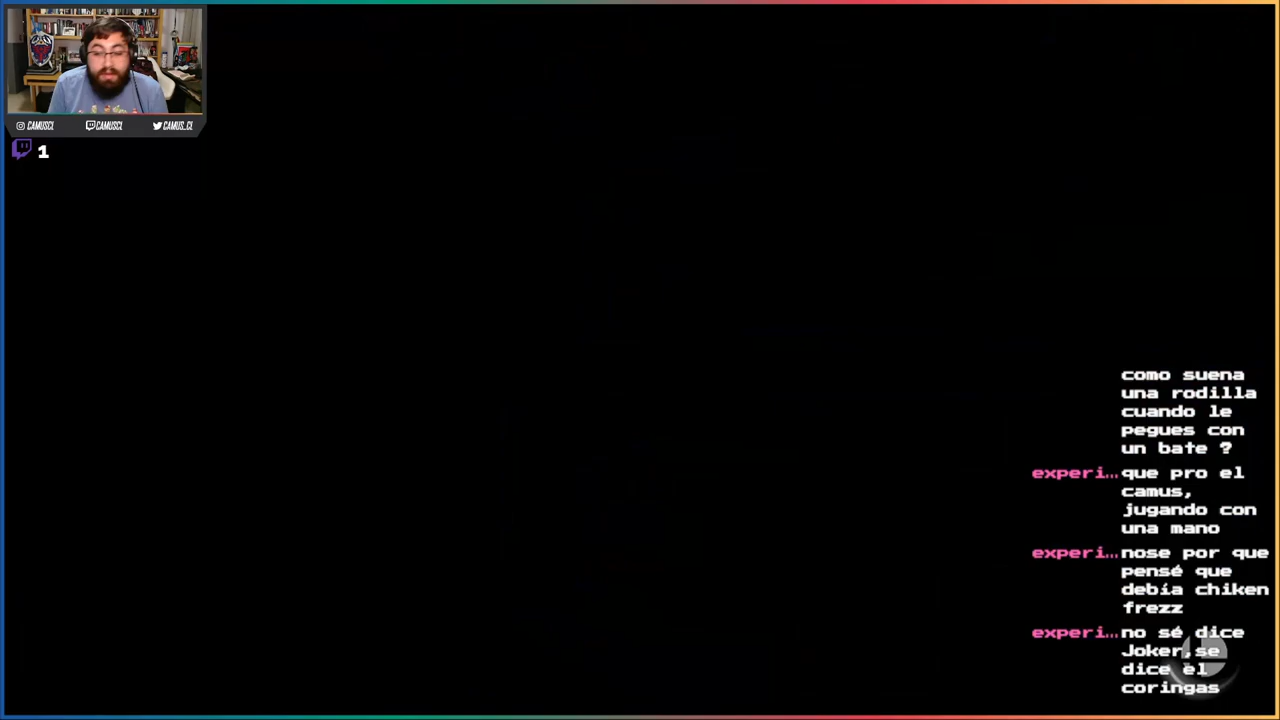 CAMUSCL CAMUSCL CAMUS_CL
1
como suena
una rodilla
cuando le
pegues con
un bate ?
experi... que pro el
camus,
jugando con
una mano
experi... nose por que
pensé que
debía chiken
frezz
experi... no sé dice
Joker,se
dice el
coringas